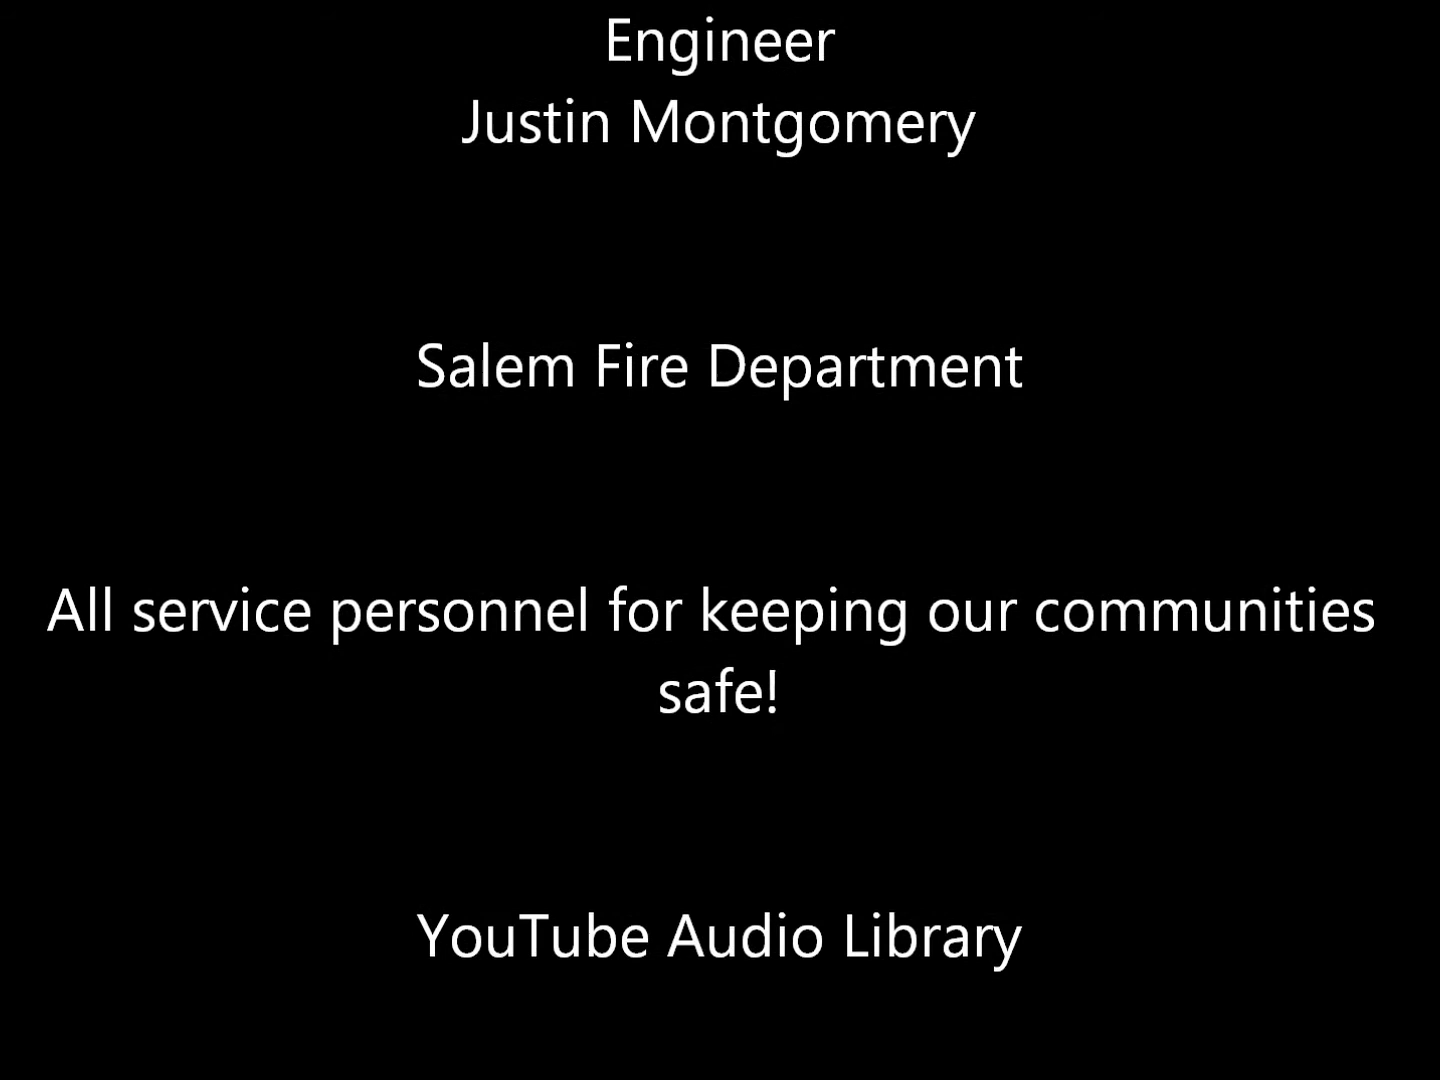 Engineer
Justin Montgomery
Salem Fire Department
All service personnel for keeping our communities
safe!
YouTube Audio Library